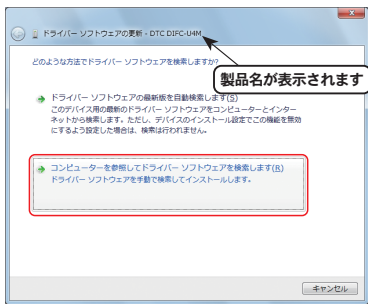 ドライバー ソフトウェアの更新 - DTC DIFC-U4M
どのような方法でドライバー ソフトウェアを検索しますか?
製品名が表示されます
ドライバー ソフトウェアの最新版を自動検索します(S)
このデバイス用の最新のドライバー ソフトウェアをコンピューターとインター
ネットから検索します。ただし、デバイスのインストール設定でこの機能を無効
にするよう設定した場合は、検索は行われません。
コンピューターを参照してドライバー ソフトウェアを検索します(R)
ドライバー ソフトウェアを手動で検索してインストールします。
キャンセル